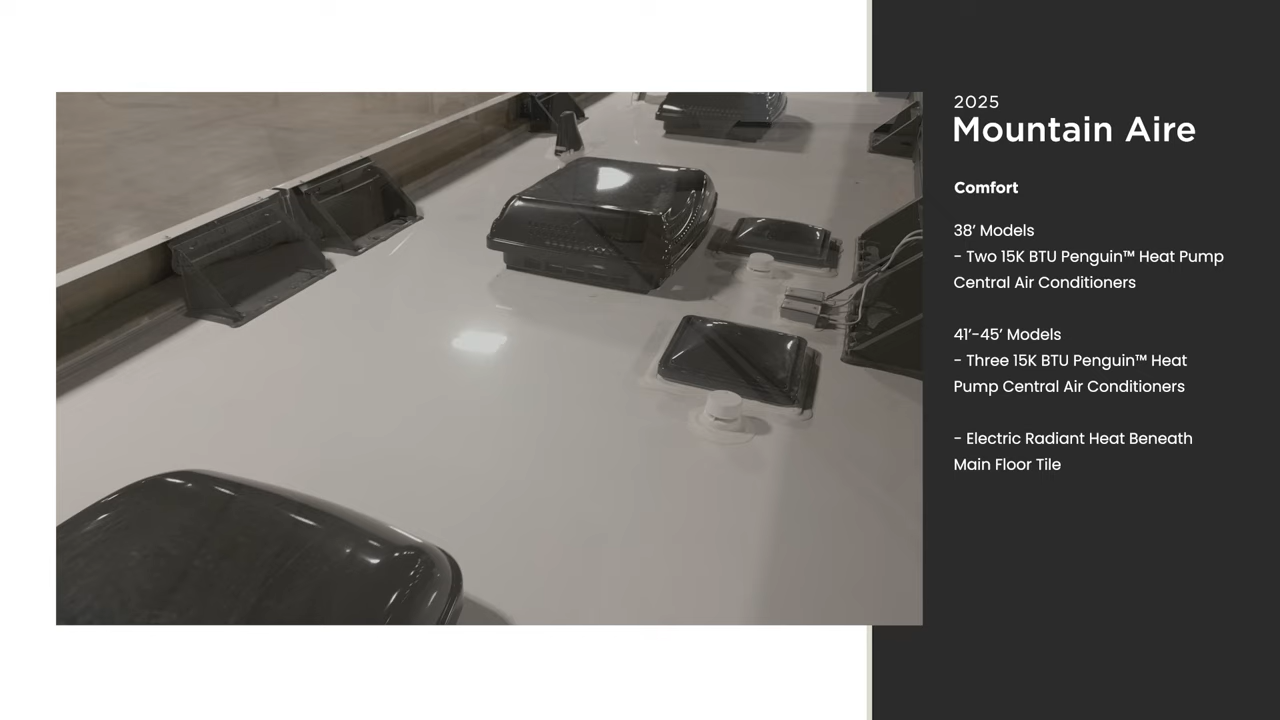 2025
Mountain Aire
Comfort
38’ Models
- Two 15K BTU Penguin™ Heat Pump
Central Air Conditioners
41’-45’ Models
- Three 15K BTU Penguin™ Heat
Pump Central Air Conditioners
- Electric Radiant Heat Beneath
Main Floor Tile